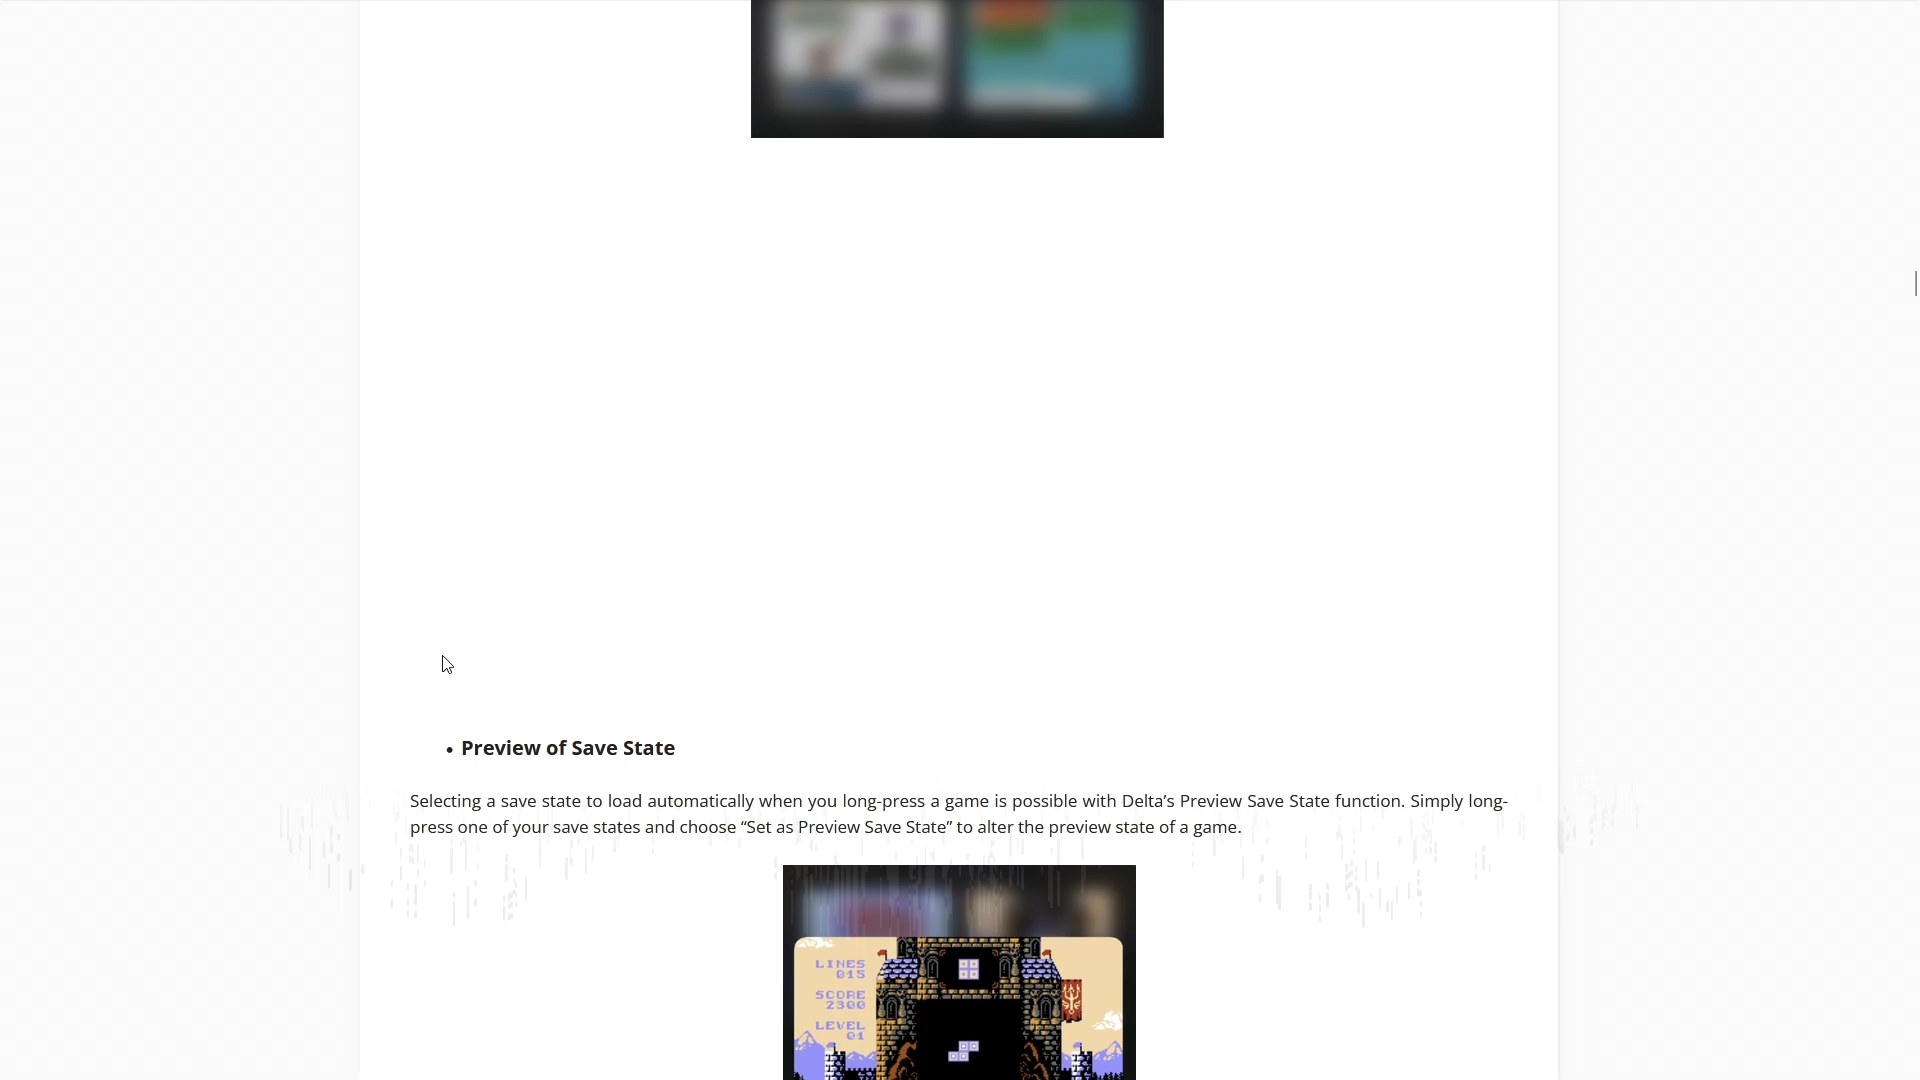 • Preview of Save State
Selecting a save state to load automatically when you long-press a game is possible with Delta’s Preview Save State function. Simply long-
press one of your save states and choose “Set as Preview Save State” to alter the preview state of a game.
LINES
015
SCORE
2300
LEVEL
01